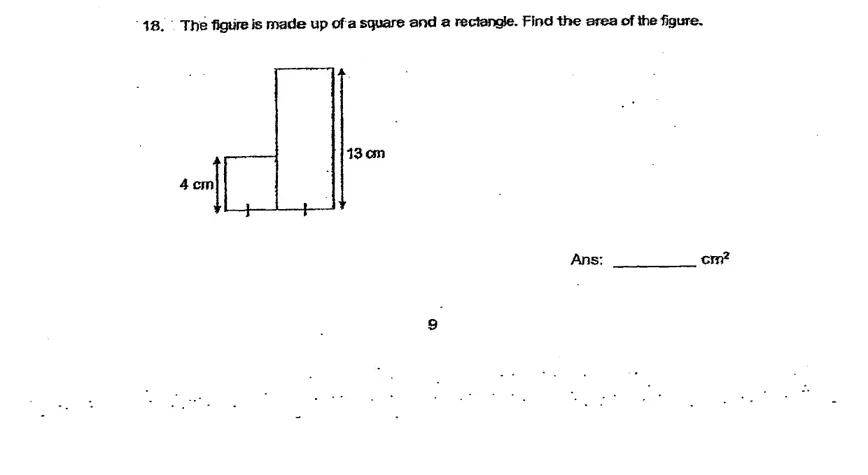 18. The figure is made up of a square and a rectangle. Find the area of the figure.
13 cm
4 cm
Ans: ________ cm²
9